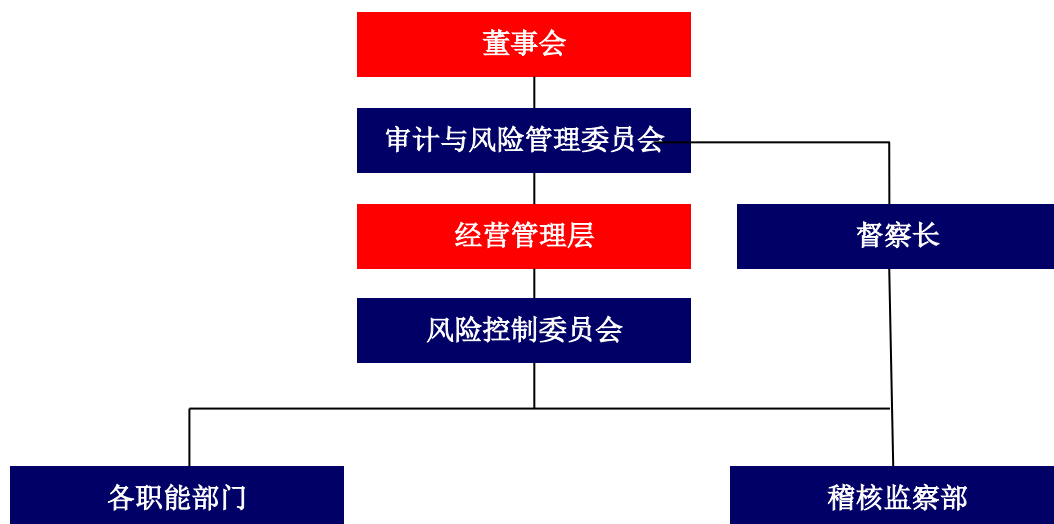 董事会
审计与风险管理委员会
经营管理层
督察长
风险控制委员会
各职能部门
稽核监察部